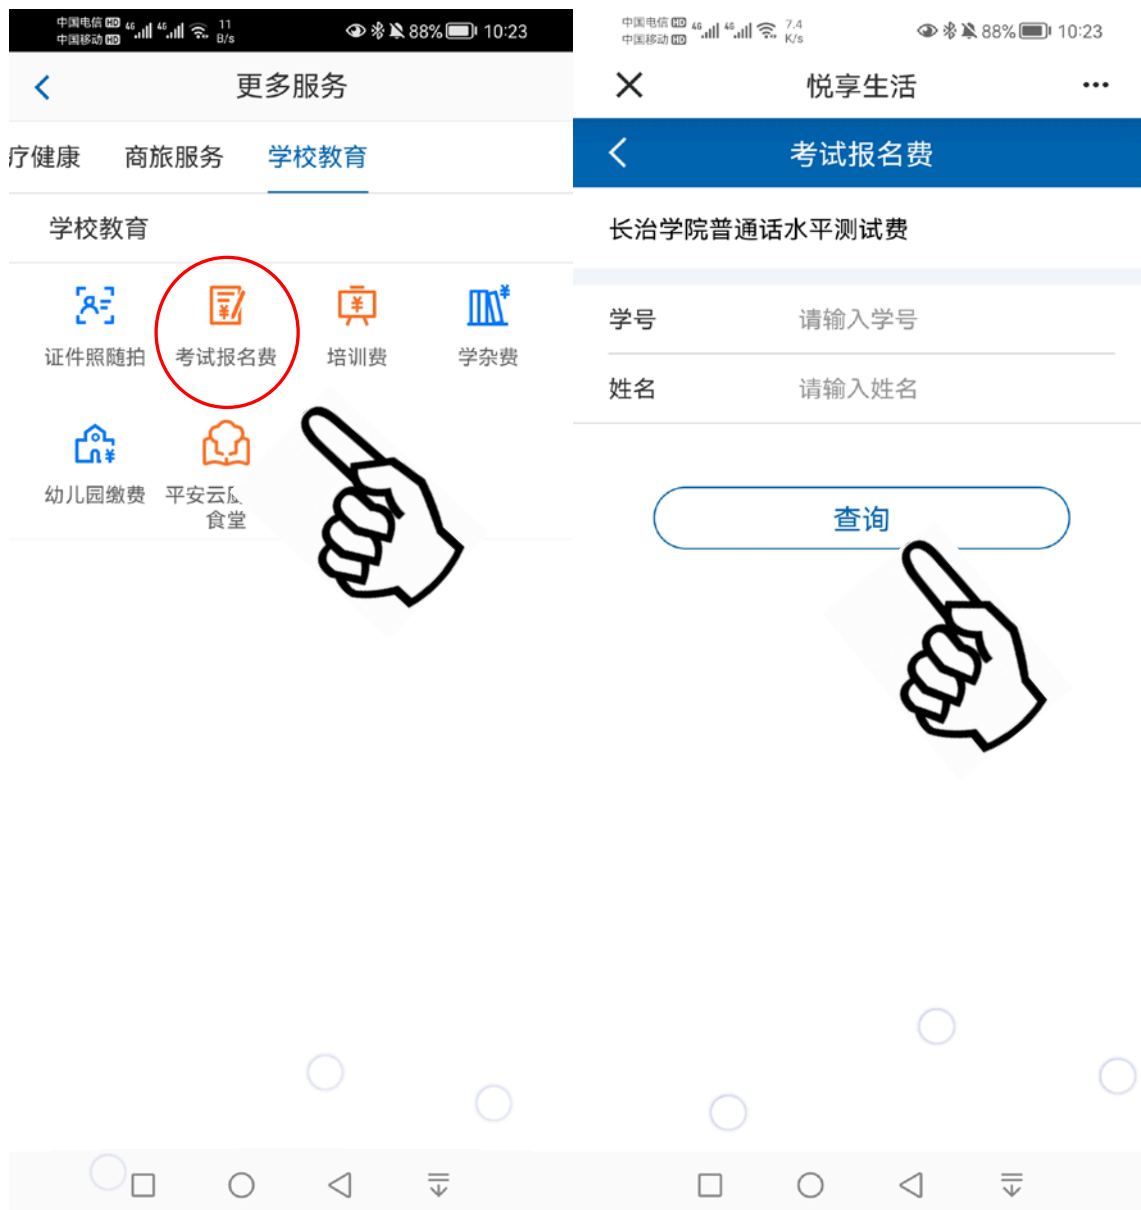 中国电信 HD 4G 4G 11
中国移动 HD B/s 88% 10:23
更多服务
疗健康 商旅服务 学校教育
学校教育
证件照随拍 考试报名费 培训费 学杂费
幼儿园缴费 平安云
食堂
中国电信 HD 4G 4G 7.4
中国移动 HD K/s 88% 10:23
悦享生活
考试报名费
长治学院普通话水平测试费
学号 请输入学号
姓名 请输入姓名
查询